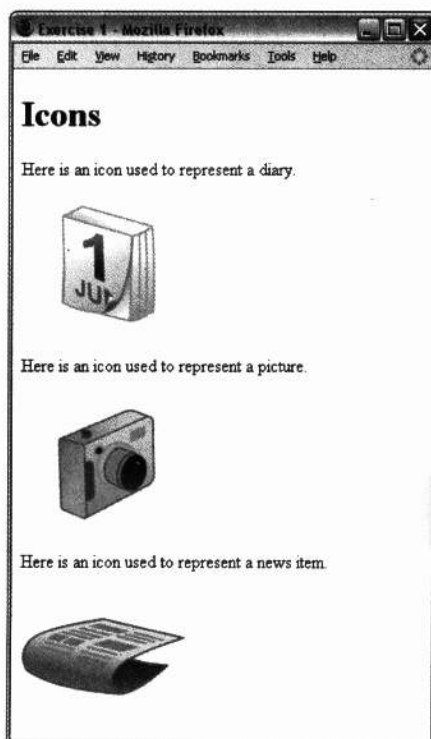 Exercise 1 - Mozilla Firefox
File Edit View History Bookmarks Tools Help
Icons
Here is an icon used to represent a diary.
1
JUN
Here is an icon used to represent a picture.
Here is an icon used to represent a news item.